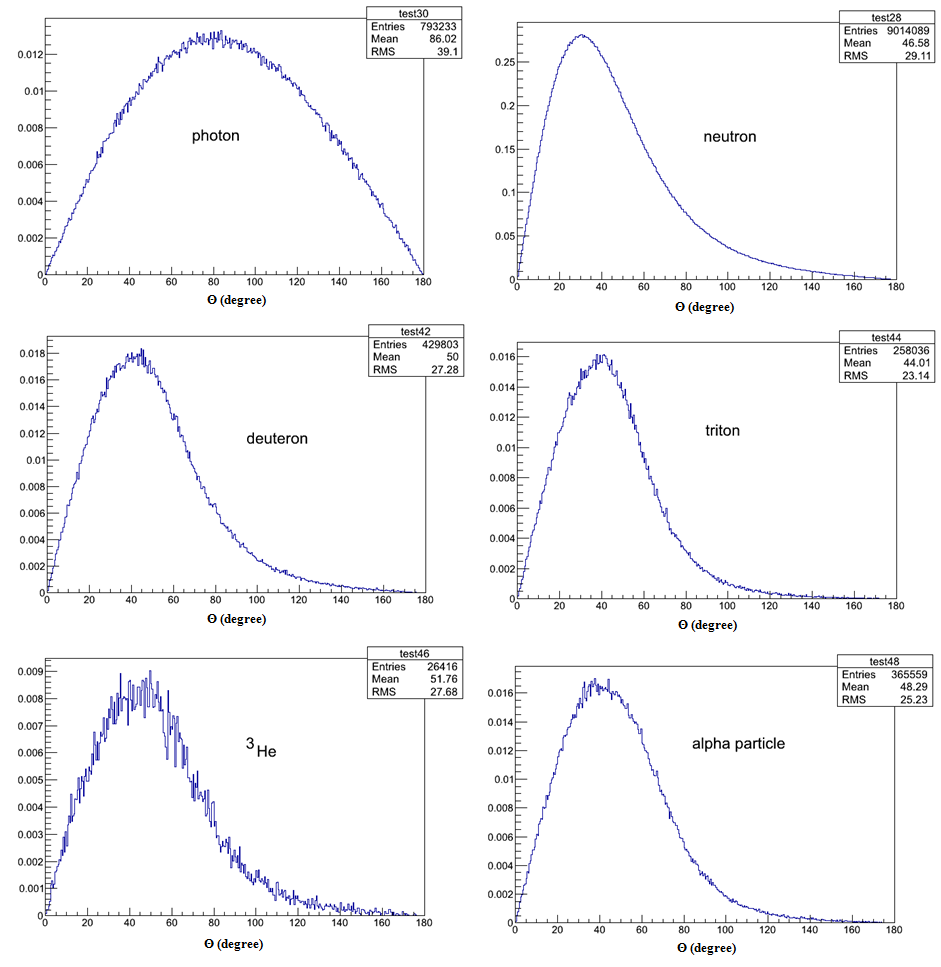 test30
Entries 793233
Mean 86.02
RMS 39.1
0.012
0.01
0.008
0.006
0.004
0.002
0
photon
0 20 40 60 80 100 120 140 160 180
Θ (degree)
test28
Entries 9014089
Mean 46.58
RMS 29.11
0.25
0.2
0.15
0.1
0.05
0
neutron
0 20 40 60 80 100 120 140 160 180
Θ (degree)
test42
Entries 429803
Mean 50
RMS 27.28
0.018
0.016
0.014
0.012
0.01
0.008
0.006
0.004
0.002
0
deuteron
0 20 40 60 80 100 120 140 160 180
Θ (degree)
test44
Entries 258036
Mean 44.01
RMS 23.14
0.016
0.014
0.012
0.01
0.008
0.006
0.004
0.002
0
triton
0 20 40 60 80 100 120 140 160 180
Θ (degree)
test46
Entries 26416
Mean 51.76
RMS 27.68
0.009
0.008
0.007
0.006
0.005
0.004
0.003
0.002
0.001
0
3 He
0 20 40 60 80 100 120 140 160 180
Θ (degree)
test48
Entries 365559
Mean 48.29
RMS 25.23
0.016
0.014
0.012
0.01
0.008
0.006
0.004
0.002
0
alpha particle
0 20 40 60 80 100 120 140 160 180
Θ (degree)